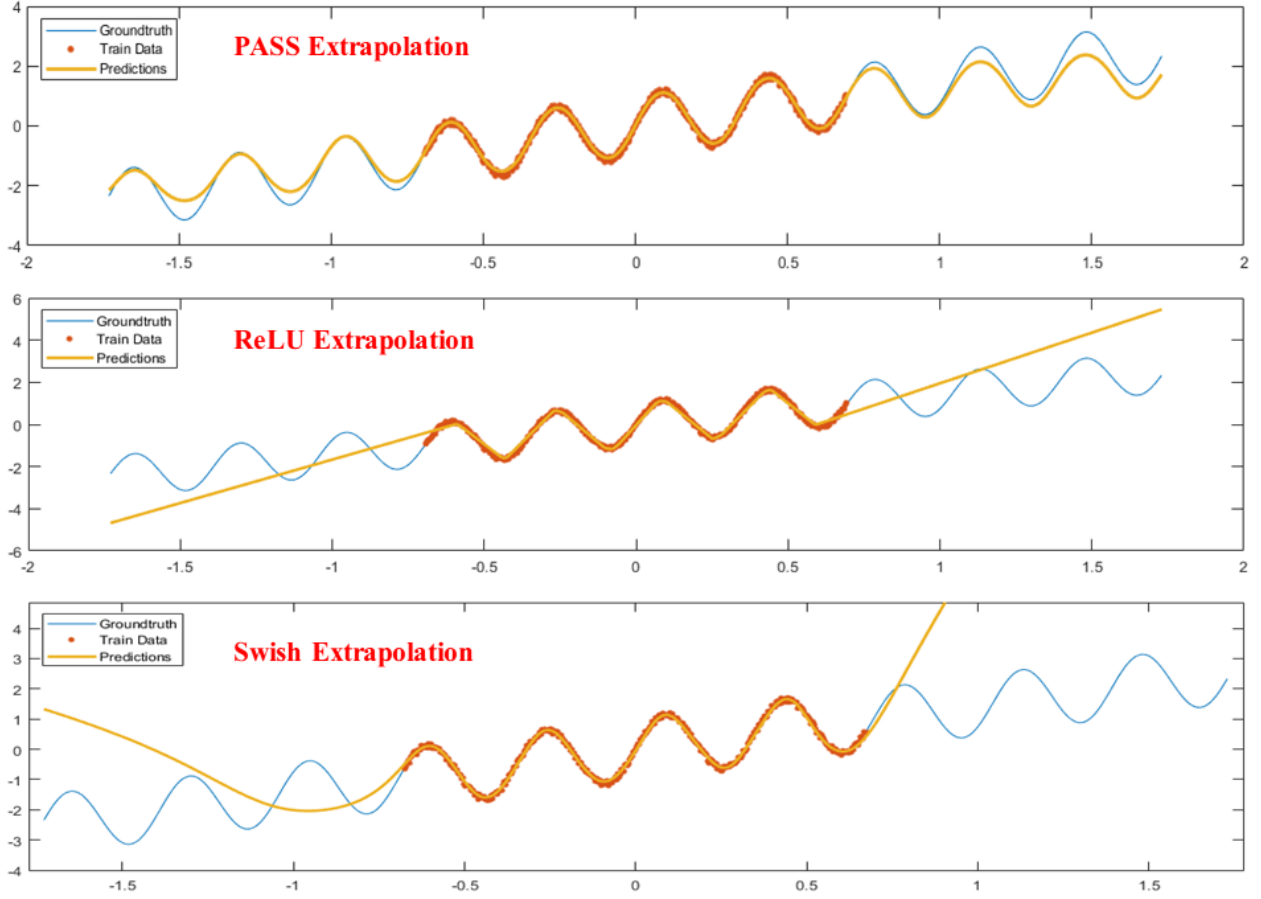 4
Groundtruth
Train Data
Predictions
PASS Extrapolation
2
0
-2
-4
-2 -1.5 -1 -0.5 0 0.5 1 1.5 2
6
Groundtruth
Train Data
Predictions
ReLU Extrapolation
4
2
0
-2
-4
-6
-2 -1.5 -1 -0.5 0 0.5 1 1.5 2
Groundtruth
Train Data
Predictions
Swish Extrapolation
4
3
2
1
0
-1
-2
-3
-4
-1.5 -1 -0.5 0 0.5 1 1.5